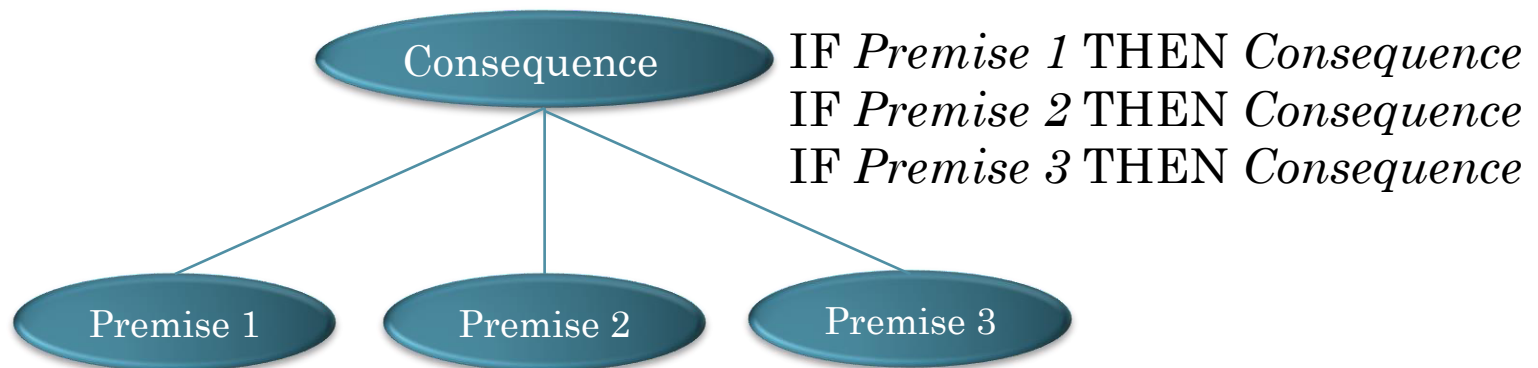 Consequence
IF Premise 1 THEN Consequence
IF Premise 2 THEN Consequence
IF Premise 3 THEN Consequence
Premise 1
Premise 2
Premise 3